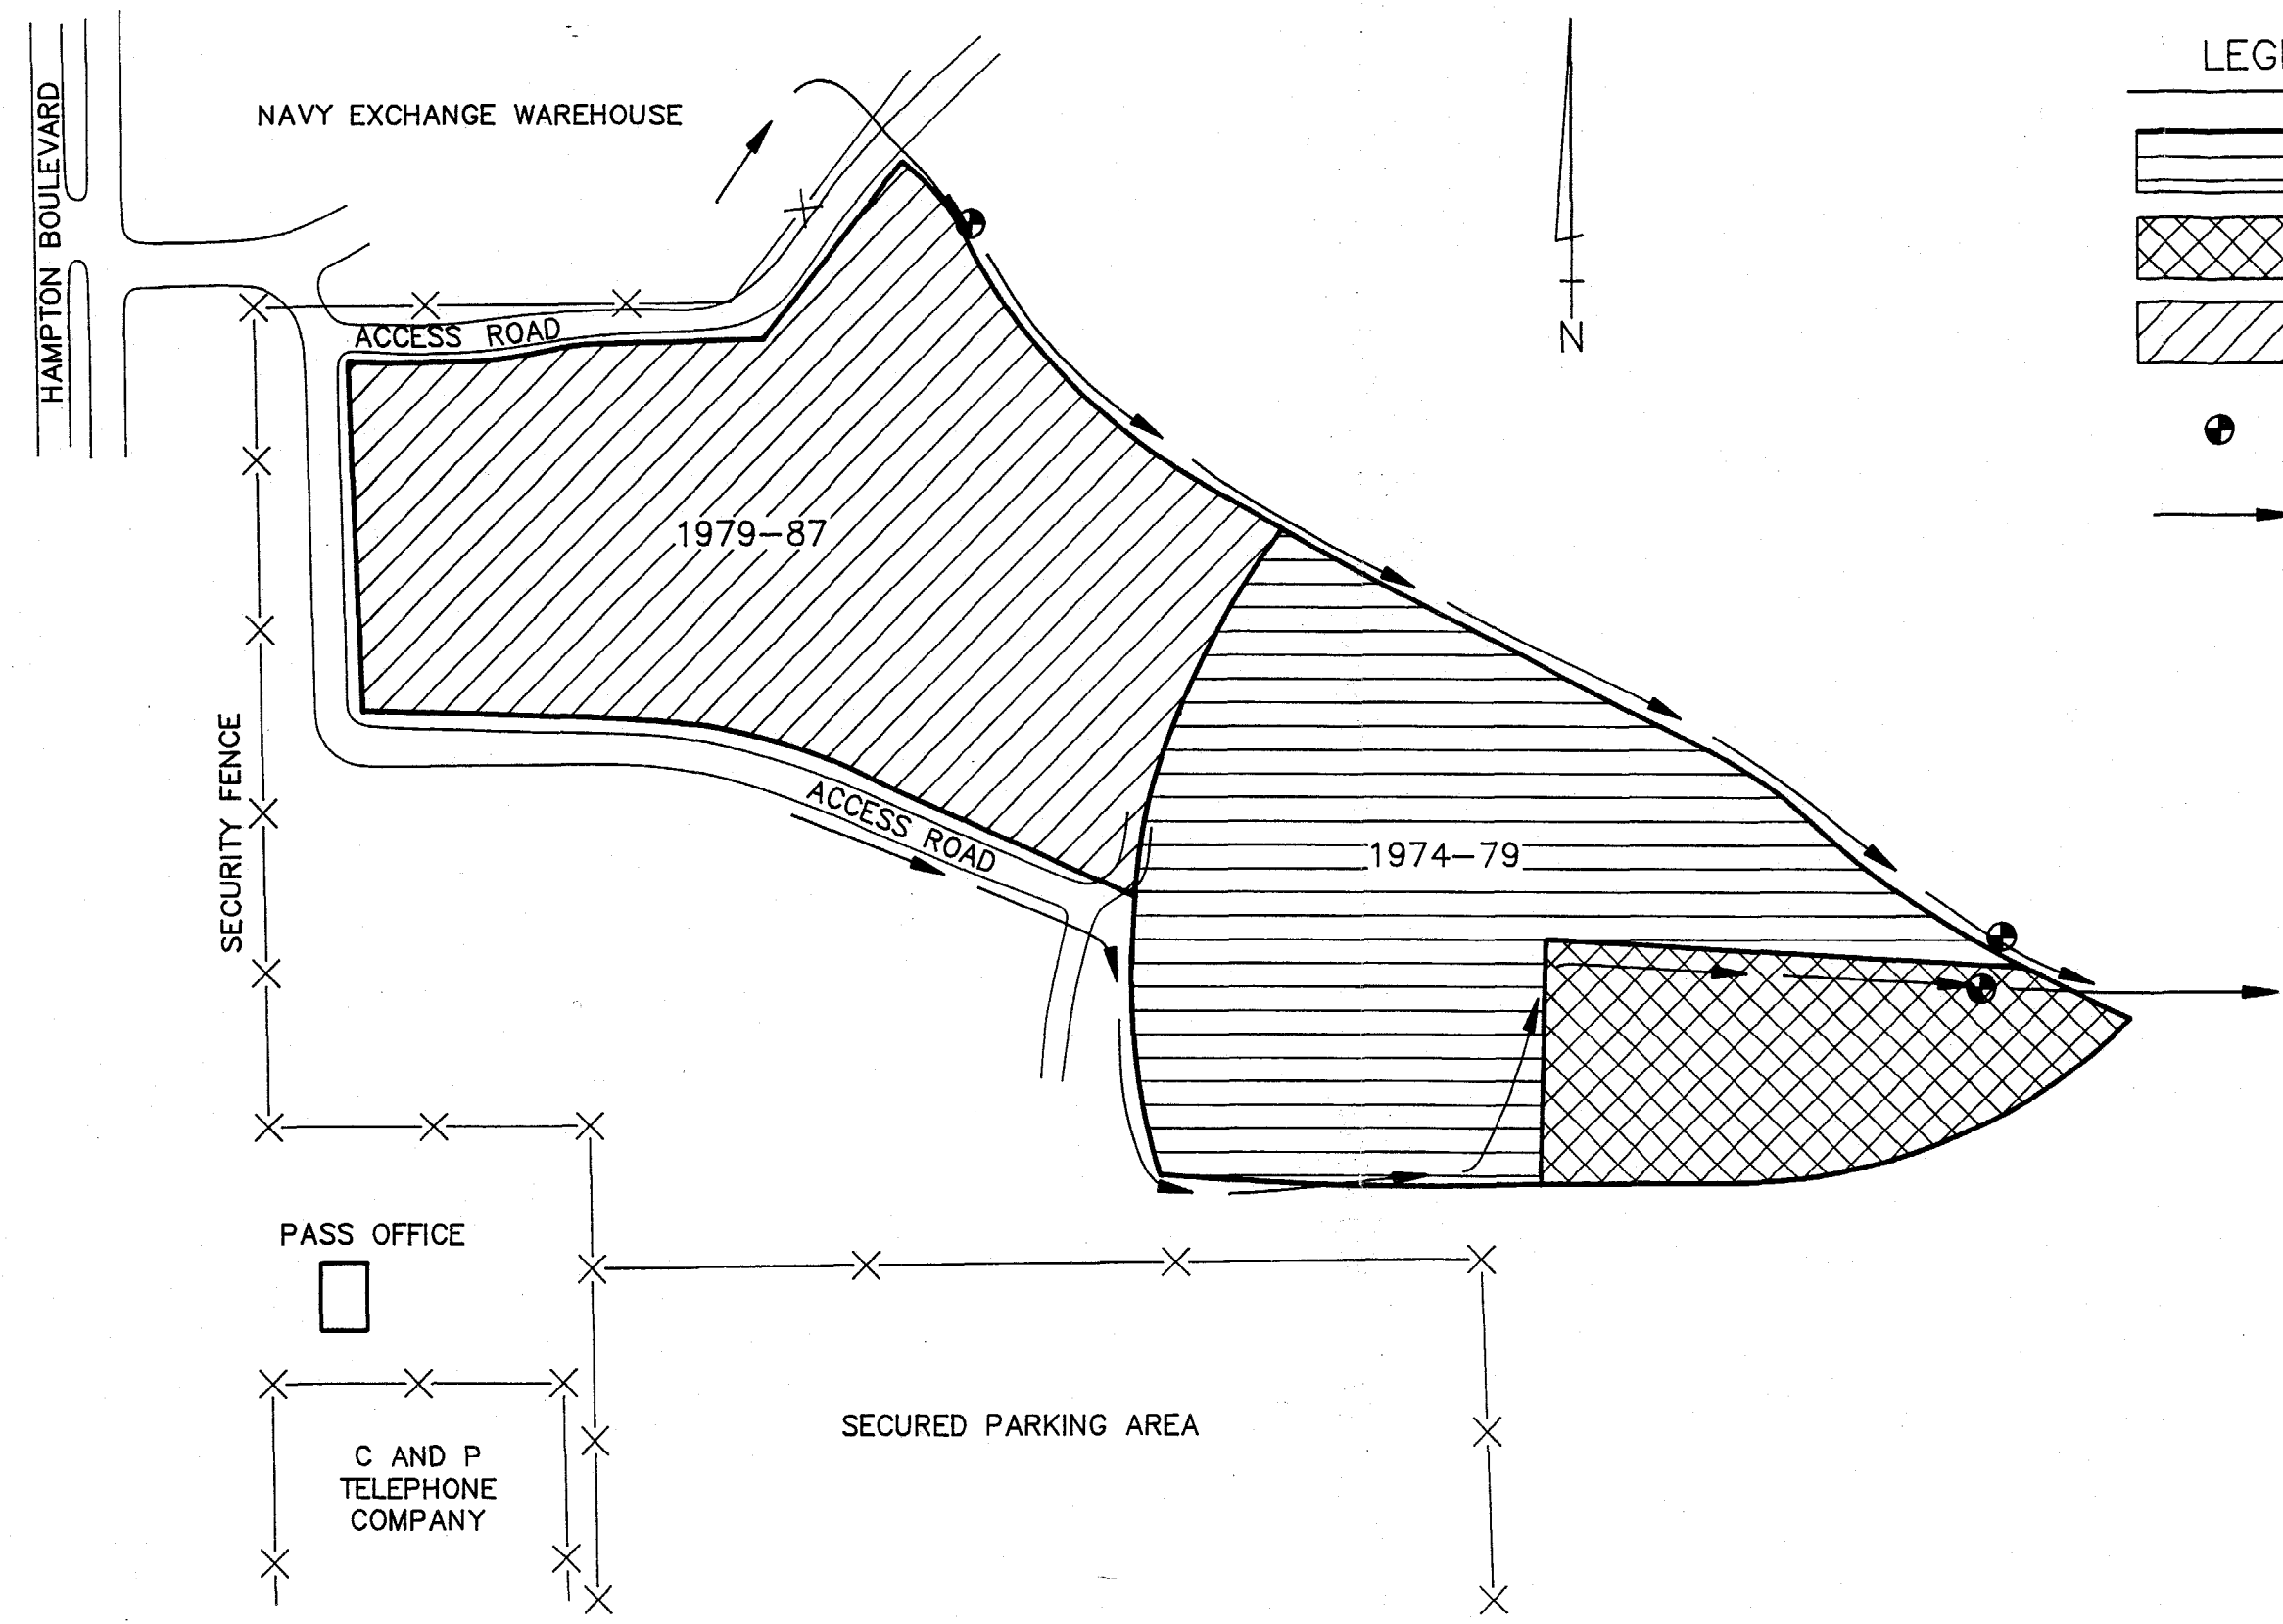 LEG
NAVY EXCHANGE WAREHOUSE
HAMPTON BOULEVARD
ACCESS ROAD
N
1979-87
SECURITY FENCE
ACCESS ROAD
1974-79
PASS OFFICE
SECURED PARKING AREA
C AND P
TELEPHONE
COMPANY